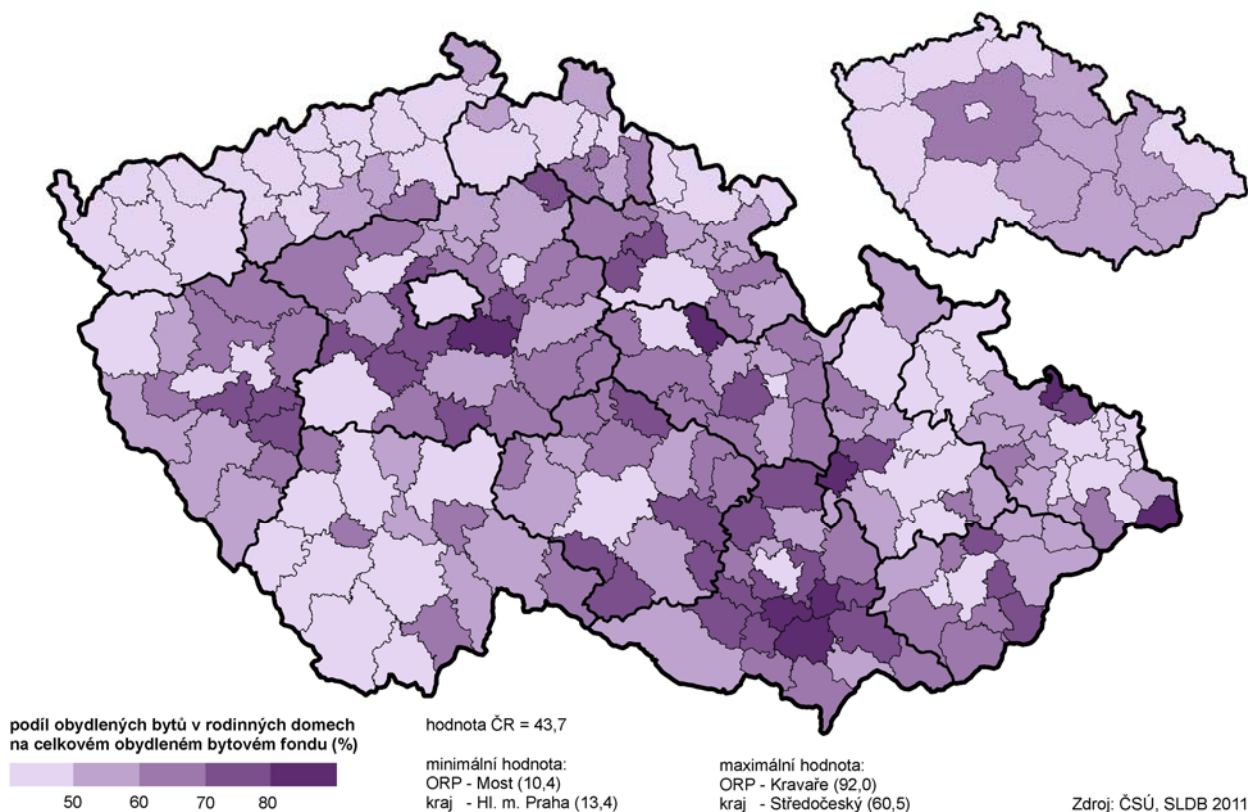 podíl obydlených bytů v rodinných domech
na celkovém obydleném bytovém fondu (%)
50 60 70 80
hodnota ČR = 43,7
minimální hodnota:
ORP - Most (10,4)
kraj - Hl. m. Praha (13,4)
maximální hodnota:
ORP - Kravaře (92,0)
kraj - Středočeský (60,5)
Zdroj: ČSÚ, SLDB 2011